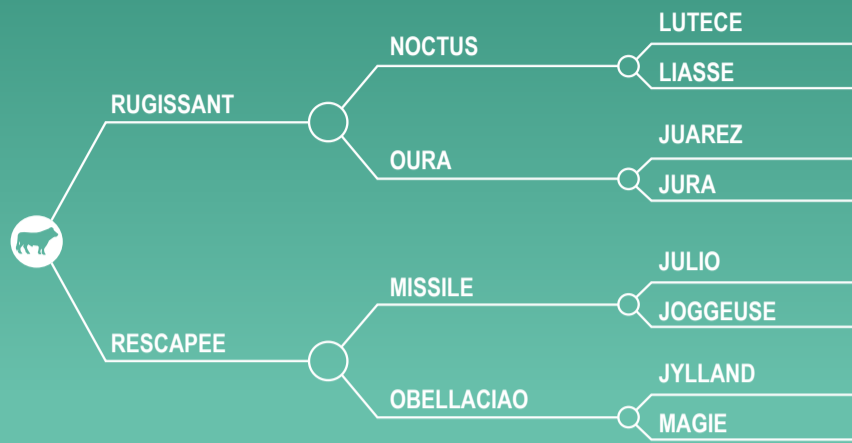 LUTECE
NOCTUS
LIASSE
RUGISSANT
JUAREZ
OURA
JURA
JULIO
MISSILE
JOGGEUSE
RESCAPEE
JYLLAND
OBELLACIAO
MAGIE